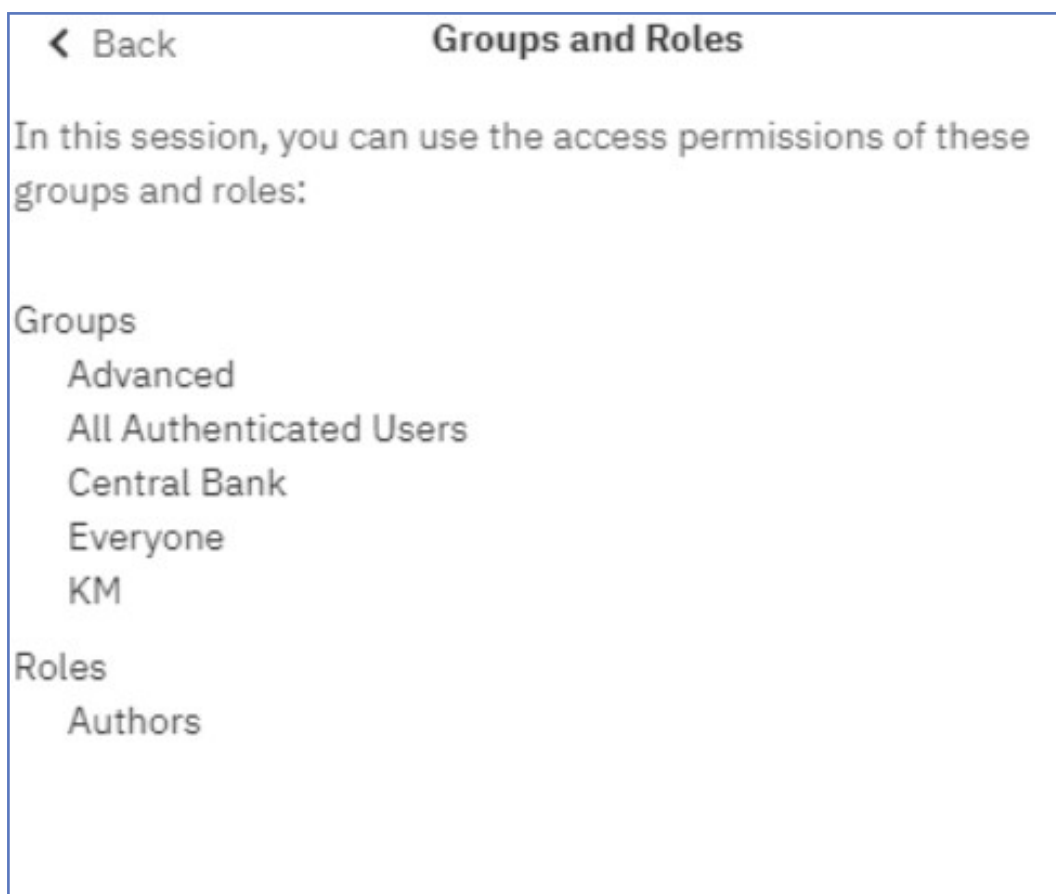 Back
Groups and Roles
In this session, you can use the access permissions of these
groups and roles:
Groups
Advanced
All Authenticated Users
Central Bank
Everyone
KM
Roles
Authors